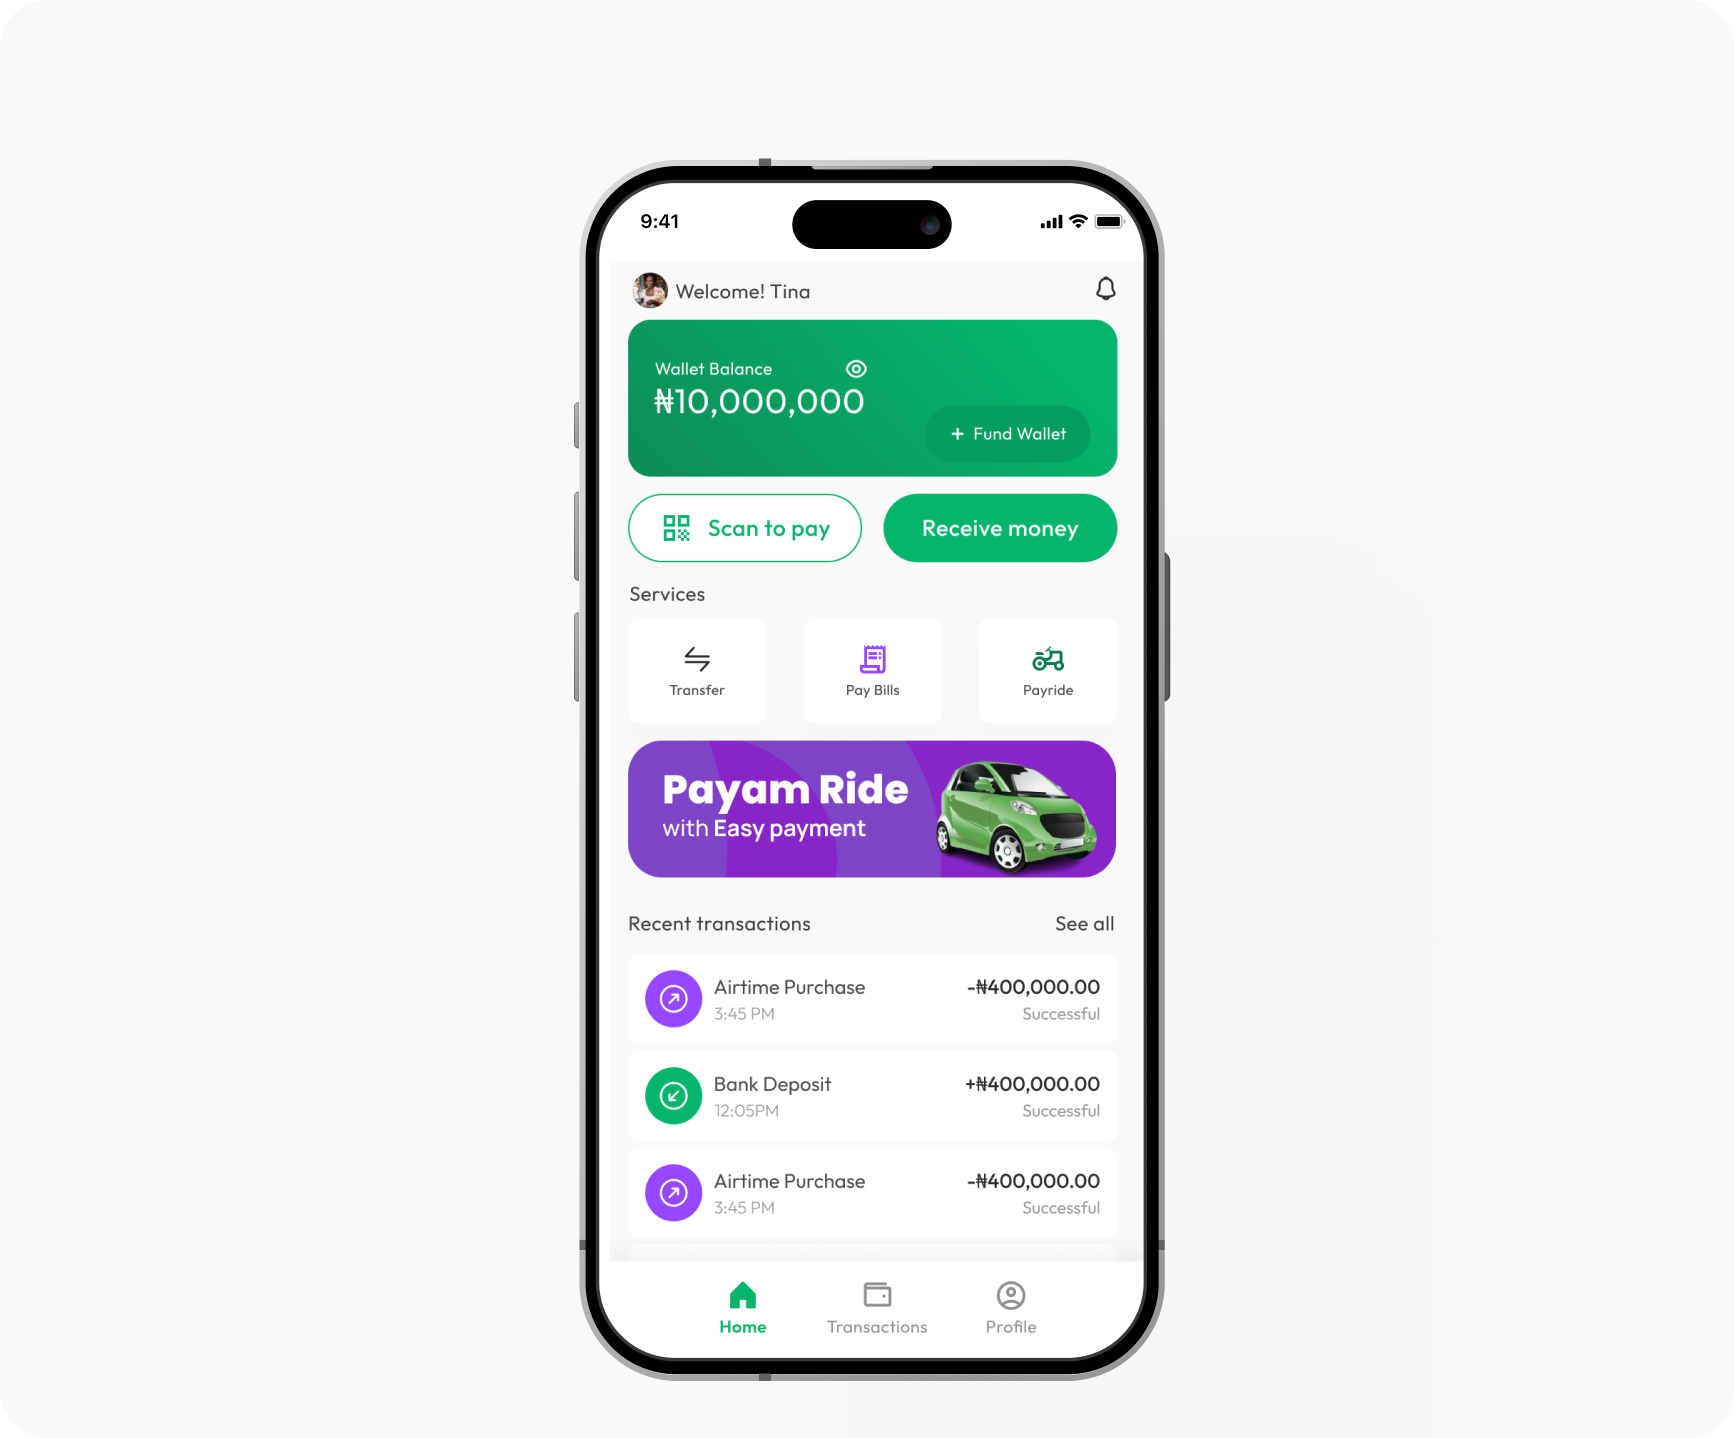 9:41
Welcome! Tina
Wallet Balance
₦10,000,000
+ Fund Wallet
Scan to pay
Receive money
Services
Transfer
Pay Bills
Payride
Payam Ride
with Easy payment
Recent transactions
See all
Airtime Purchase
-₦400,000.00
3:45 PM
Successful
Bank Deposit
+₦400,000.00
12:05PM
Successful
Airtime Purchase
-₦400,000.00
3:45 PM
Successful
Home
Transactions
Profile